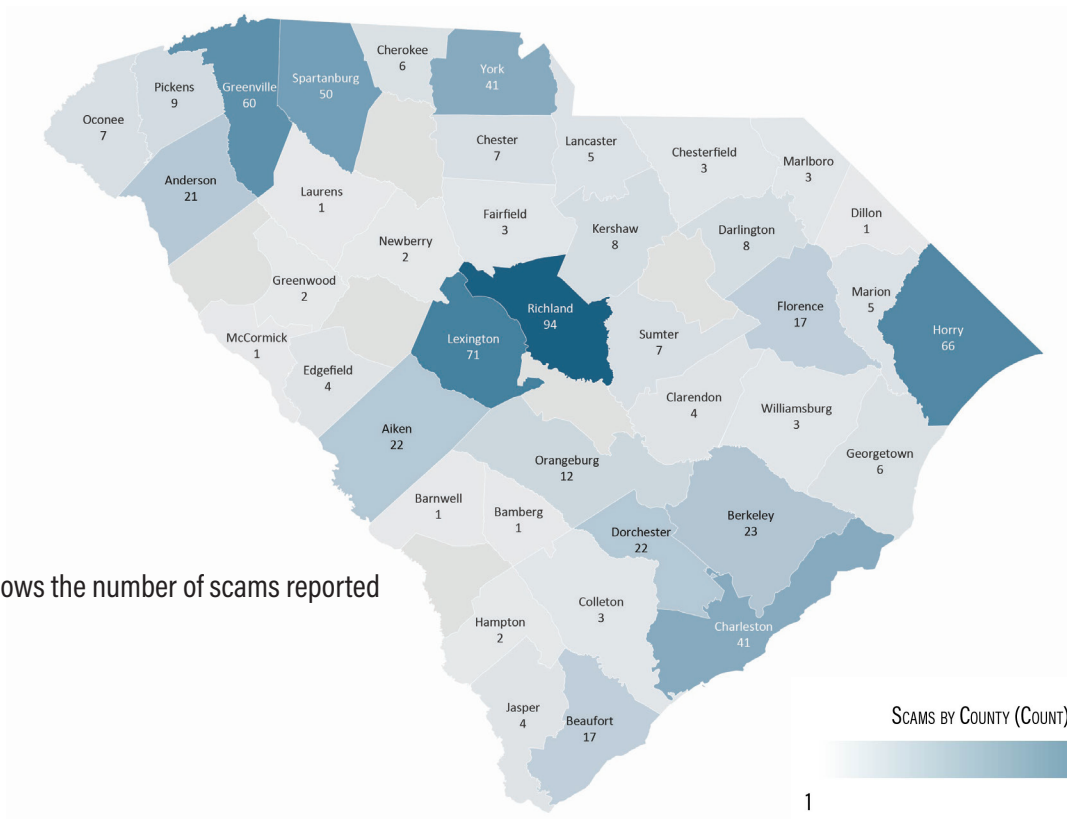 Cherokee
6
York
41
Spartanburg
50
Greenville
60
Pickens
9
Oconee
7
Chester
7
Lancaster
5
Chesterfield
3
Marlboro
3
Anderson
21
Laurens
1
Dillon
1
Fairfield
3
Kershaw
8
Darlington
8
Newberry
2
Greenwood
2
Marion
5
Richland
94
Florence
17
Horry
66
McCormick
1
Lexington
71
Sumter
7
Edgefield
4
Clarendon
4
Williamsburg
3
Aiken
22
Georgetown
6
Orangeburg
12
Barnwell
1
Bamberg
1
Berkeley
23
Dorchester
22
ows the number of scams reported
Colleton
3
Hampton
2
Charleston
41
Jasper
4
Beaufort
17
Scams by County (Count)
1